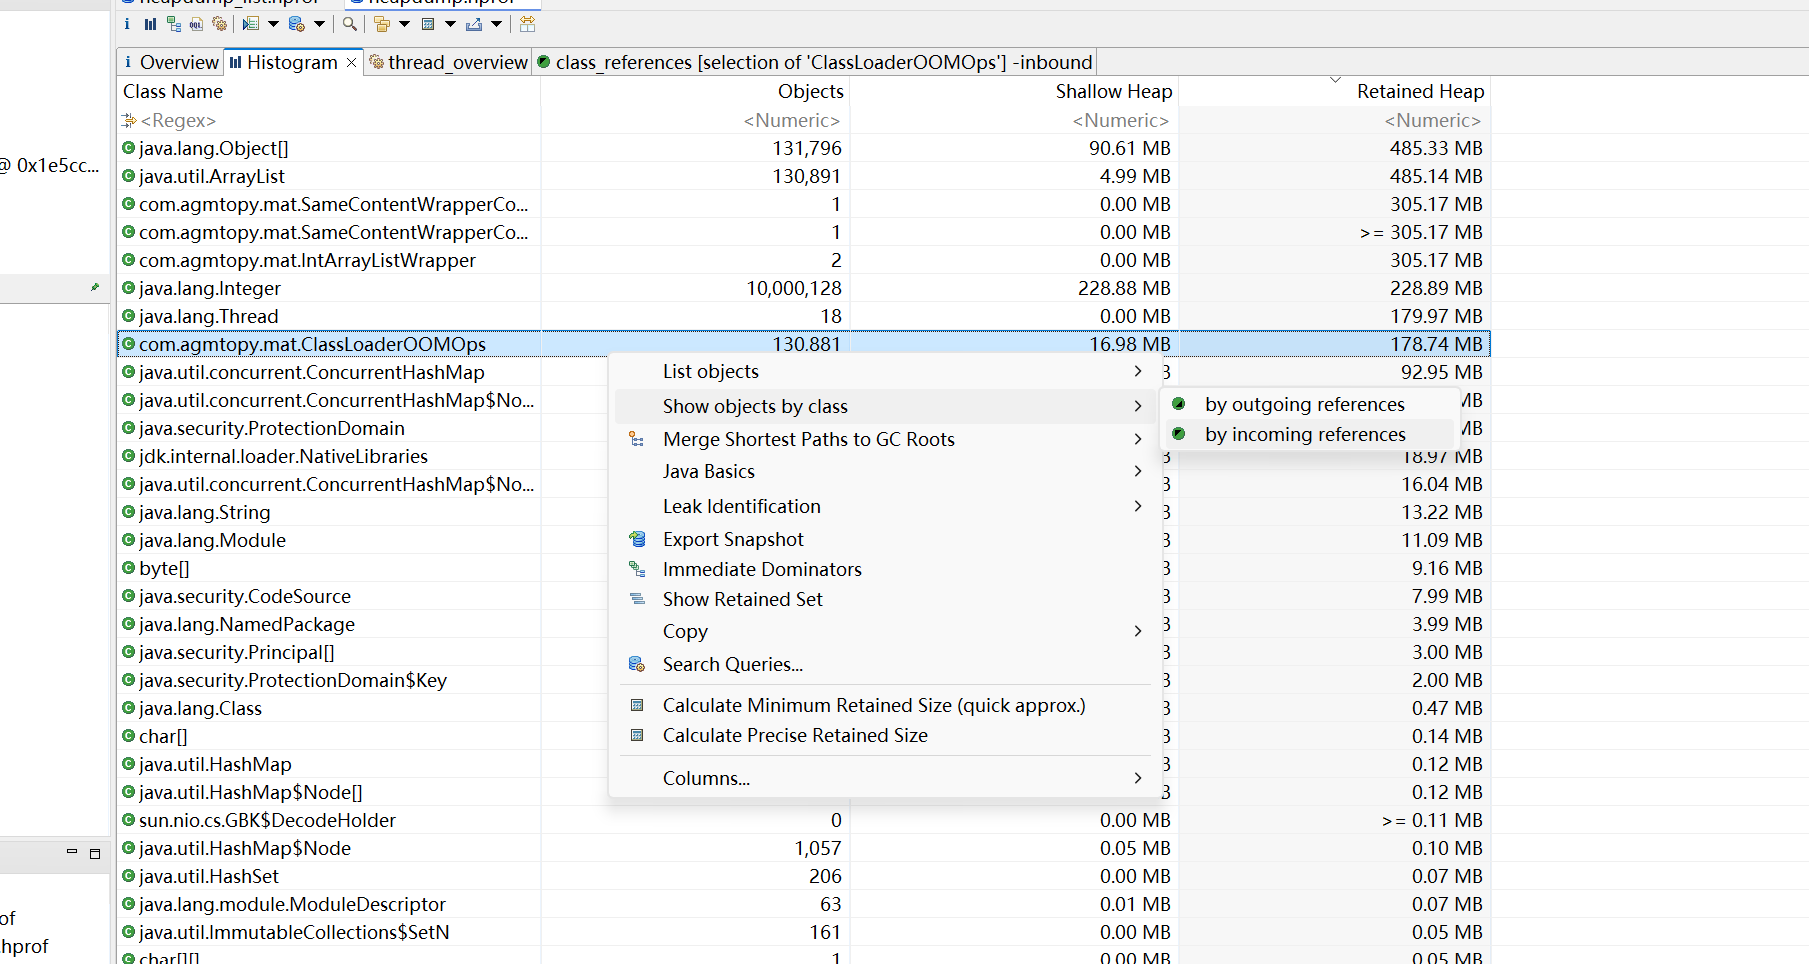 Overview
Histogram
thread_overview
class_references [selection of 'ClassLoaderOOMOps'] -inbound
Class Name Objects Shallow Heap Retained Heap
<Regex> <Numeric> <Numeric> <Numeric>
java.lang.Object[] 131,796 90.61 MB 485.33 MB
@ 0x1e5cc...
java.util.ArrayList 130,891 4.99 MB 485.14 MB
com.agmtopy.mat.SameContentWrapperCo... 1 0.00 MB 305.17 MB
com.agmtopy.mat.SameContentWrapperCo... 1 0.00 MB >= 305.17 MB
com.agmtopy.mat.IntArrayListWrapper 2 0.00 MB 305.17 MB
java.lang.Integer 10,000,128 228.88 MB 228.89 MB
java.lang.Thread 18 0.00 MB 179.97 MB
com.agmtopy.mat.ClassLoaderOOMOps 130.881 16.98 MB 178.74 MB
java.util.concurrent.ConcurrentHashMap 92.95 MB
java.util.concurrent.ConcurrentHashMap$No... MB
java.security.ProtectionDomain MB
jdk.internal.loader.NativeLibraries 18.97 MB
java.util.concurrent.ConcurrentHashMap$No... 16.04 MB
java.lang.String 13.22 MB
java.lang.Module 11.09 MB
byte[] 9.16 MB
java.security.CodeSource 7.99 MB
java.lang.NamedPackage 3.99 MB
java.security.Principal[] 3.00 MB
java.security.ProtectionDomain$Key 2.00 MB
java.lang.Class 0.47 MB
char[] 0.14 MB
java.util.HashMap 0.12 MB
java.util.HashMap$Node[] 0.12 MB
sun.nio.cs.GBK$DecodeHolder 0 0.00 MB >= 0.11 MB
java.util.HashMap$Node 1,057 0.05 MB 0.10 MB
java.util.HashSet 206 0.00 MB 0.07 MB
java.lang.module.ModuleDescriptor 63 0.01 MB 0.07 MB
java.util.ImmutableCollections$SetN 161 0.00 MB 0.05 MB
char[][] 1 0.00 MB 0.05 MB
List objects
Show objects by class
Merge Shortest Paths to GC Roots
Java Basics
Leak Identification
Export Snapshot
Immediate Dominators
Show Retained Set
Copy
Search Queries...
Calculate Minimum Retained Size (quick approx.)
Calculate Precise Retained Size
Columns...
by outgoing references
by incoming references
of
.hprof